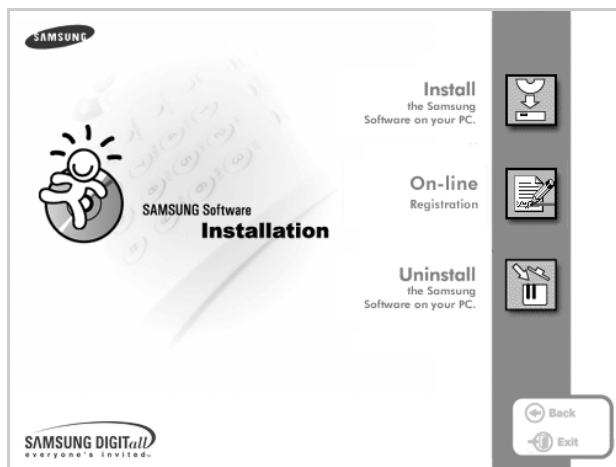 SAMSUNG
Install
the Samsung
Software on your PC.
On-line
Registration
SAMSUNG Software
Installation
Uninstall
the Samsung
Software on your PC.
Back
Exit
SAMSUNG DIGITall
everyone's invited™